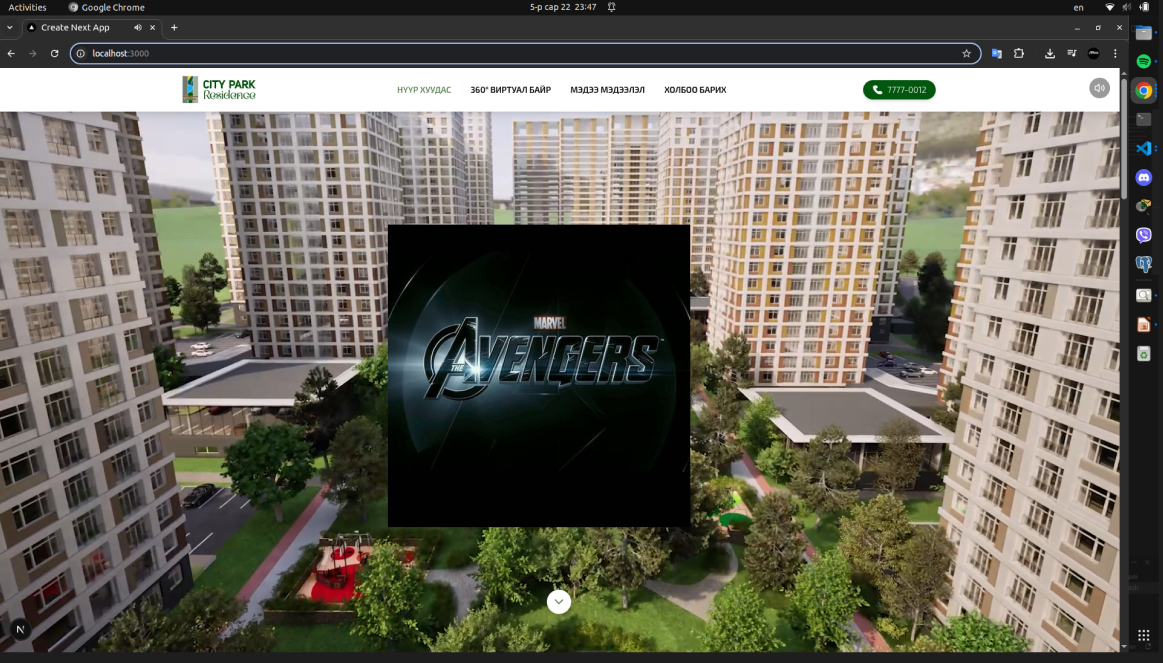 Activities
Google Chrome
5-р сар 22 23:47
en
Create Next App
localhost:3000
CITY PARK
Residence
НҮҮР ХУУДАС
360° ВИРТУАЛ БАЙР
МЭДЭЭ МЭДЭЭЛЭЛ
ХОЛБОО БАРИХ
7777-0012
MARVEL
THE AVENGERS
N